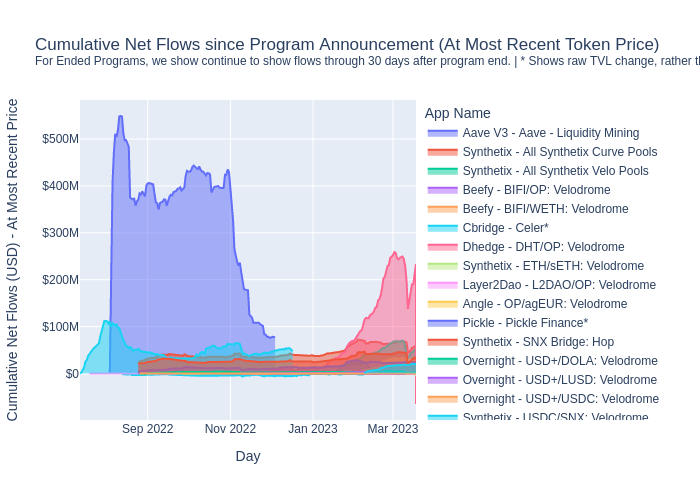 Cumulative Net Flows since Program Announcement (At Most Recent Token Price)
For Ended Programs, we show continue to show flows through 30 days after program end. | * Shows raw TVL change, rather
Cumulative Net Flows (USD) - At Most Recent Price
$500M
$400M
$300M
$200M
$100M
$0
Sep 2022
Nov 2022
Jan 2023
Mar 2023
Day
App Name
Aave V3 - Aave - Liquidity Mining
Synthetix - All Synthetix Curve Pools
Synthetix - All Synthetix Velo Pools
Beefy - BIFI/OP: Velodrome
Beefy - BIFI/WETH: Velodrome
Cbridge - Celer*
Dhedge - DHT/OP: Velodrome
Synthetix - ETH/sETH: Velodrome
Layer2Dao - L2DAO/OP: Velodrome
Angle - OP/agEUR: Velodrome
Pickle - Pickle Finance*
Synthetix - SNX Bridge: Hop
Overnight - USD+/DOLA: Velodrome
Overnight - USD+/LUSD: Velodrome
Overnight - USD+/USDC: Velodrome
Synthetix - USDC/SNX: Velodrome